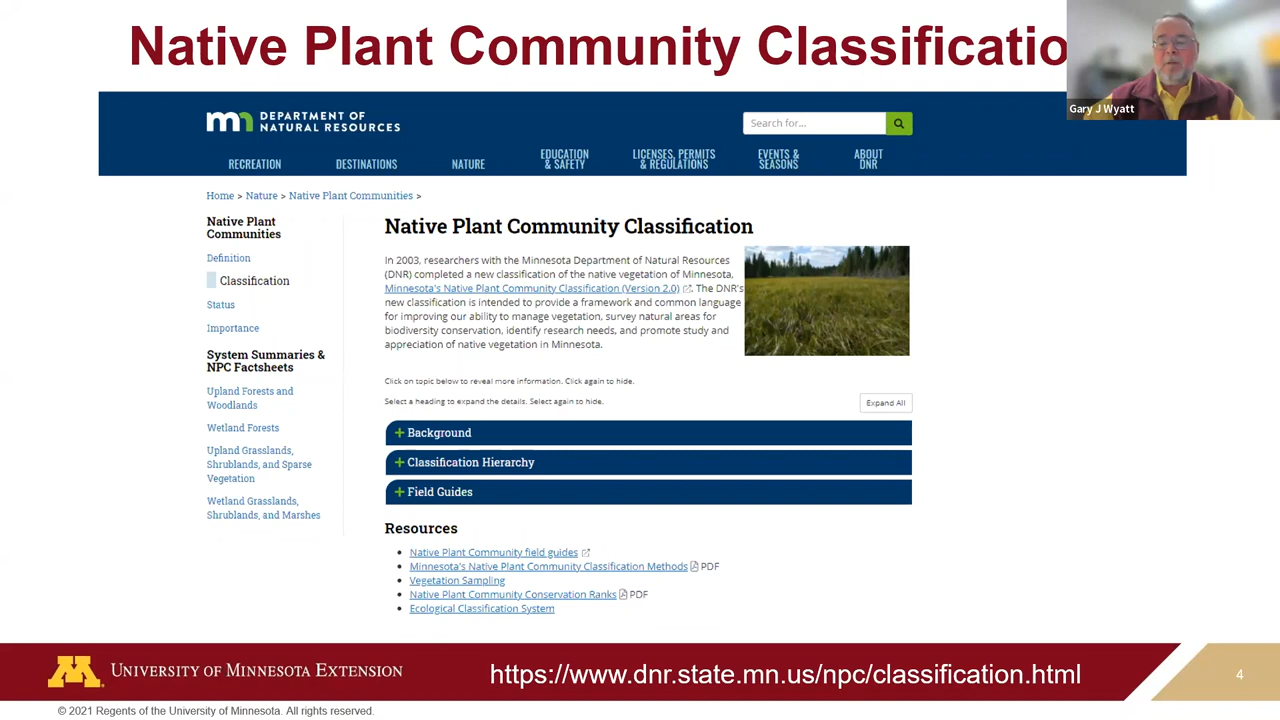 Native Plant Community Classificatio
Gary J Wyatt
DEPARTMENT OF
NATURAL RESOURCES
Search for...
RECREATION
DESTINATIONS
NATURE
EDUCATION
& SAFETY
LICENSES, PERMITS
& REGULATIONS
EVENTS &
SEASONS
ABOUT
DNR
Home > Nature > Native Plant Communities >
Native Plant
Communities
Definition
Classification
Status
Importance
System Summaries &
NPC Factsheets
Upland Forests and
Woodlands
Wetland Forests
Upland Grasslands,
Shrublands, and Sparse
Vegetation
Wetland Grasslands,
Shrublands, and Marshes
Native Plant Community Classification
In 2003, researchers with the Minnesota Department of Natural Resources
(DNR) completed a new classification of the native vegetation of Minnesota,
Minnesota's Native Plant Community Classification (Version 2.0). The DNR's
new classification is intended to provide a framework and common language
for improving our ability to manage vegetation, survey natural areas for
biodiversity conservation, identify research needs, and promote study and
appreciation of native vegetation in Minnesota.
Click on topic below to reveal more information. Click again to hide.
Select a heading to expand the details. Select again to hide.
Expand All
+ Background
+ Classification Hierarchy
+ Field Guides
Resources
• Native Plant Community field guides
• Minnesota's Native Plant Community Classification Methods PDF
• Vegetation Sampling
• Native Plant Community Conservation Ranks PDF
• Ecological Classification System
M UNIVERSITY OF MINNESOTA EXTENSION
https://www.dnr.state.mn.us/npc/classification.html
4
© 2021 Regents of the University of Minnesota. All rights reserved.